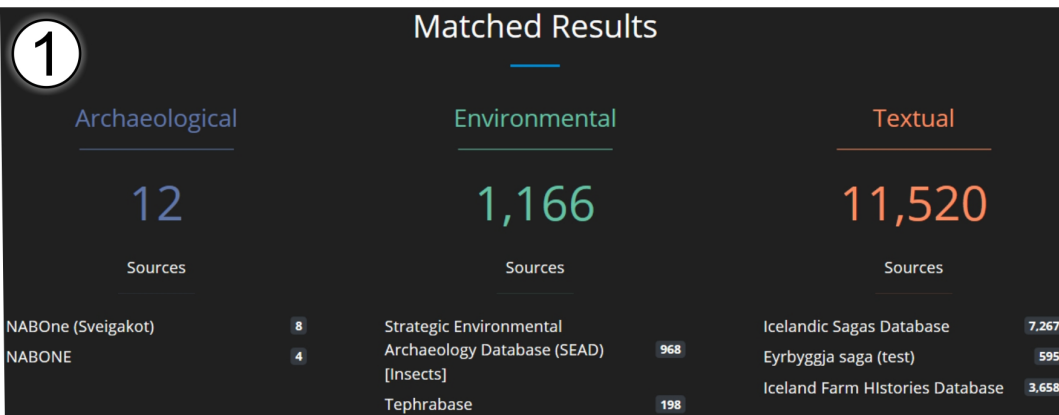 1
Matched Results
Archaeological
12
Sources
NABOne (Sveigakot) 8
NABONE 4
Environmental
1,166
Sources
Strategic Environmental
Archaeology Database (SEAD) 968
[Insects]
Tephrabase 198
Textual
11,520
Sources
Icelandic Sagas Database 7,267
Eyrbyggja saga (test) 595
Iceland Farm HIstories Database 3,658